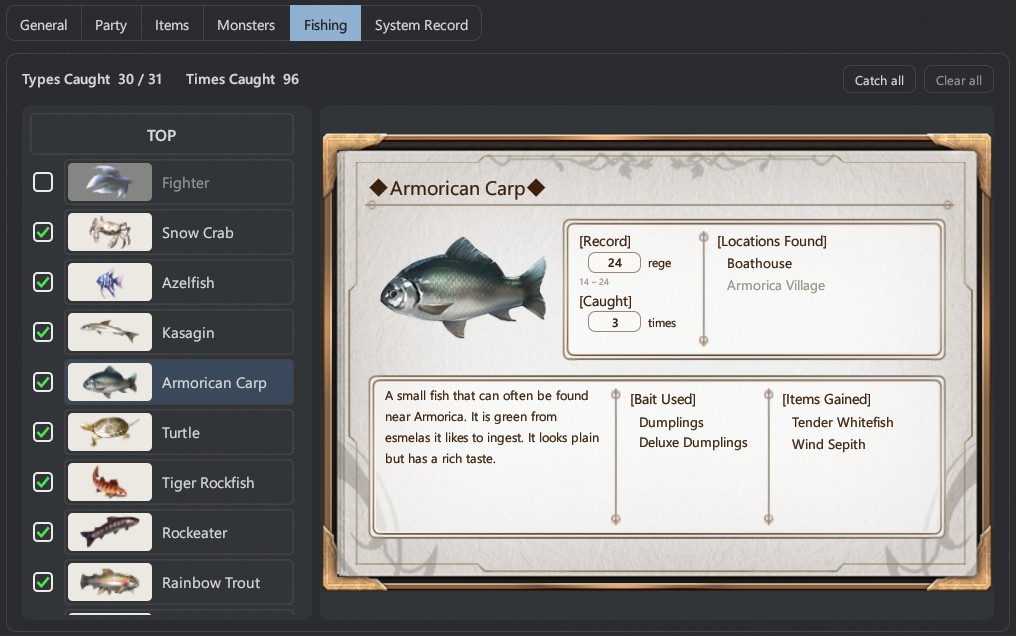 General
Party
Items
Monsters
Fishing
System Record
Types Caught 30 / 31
Times Caught 96
Catch all
Clear all
TOP
Fighter
Snow Crab
Azelfish
Kasagin
Armorican Carp
Turtle
Tiger Rockfish
Rockeater
Rainbow Trout
◆Armorican Carp◆
[Record]
24 rege
14 ~ 24
[Caught]
3 times
[Locations Found]
Boathouse
Armorica Village
A small fish that can often be found
near Armorica. It is green from
esmelas it likes to ingest. It looks plain
but has a rich taste.
[Bait Used]
Dumplings
Deluxe Dumplings
[Items Gained]
Tender Whitefish
Wind Sepith